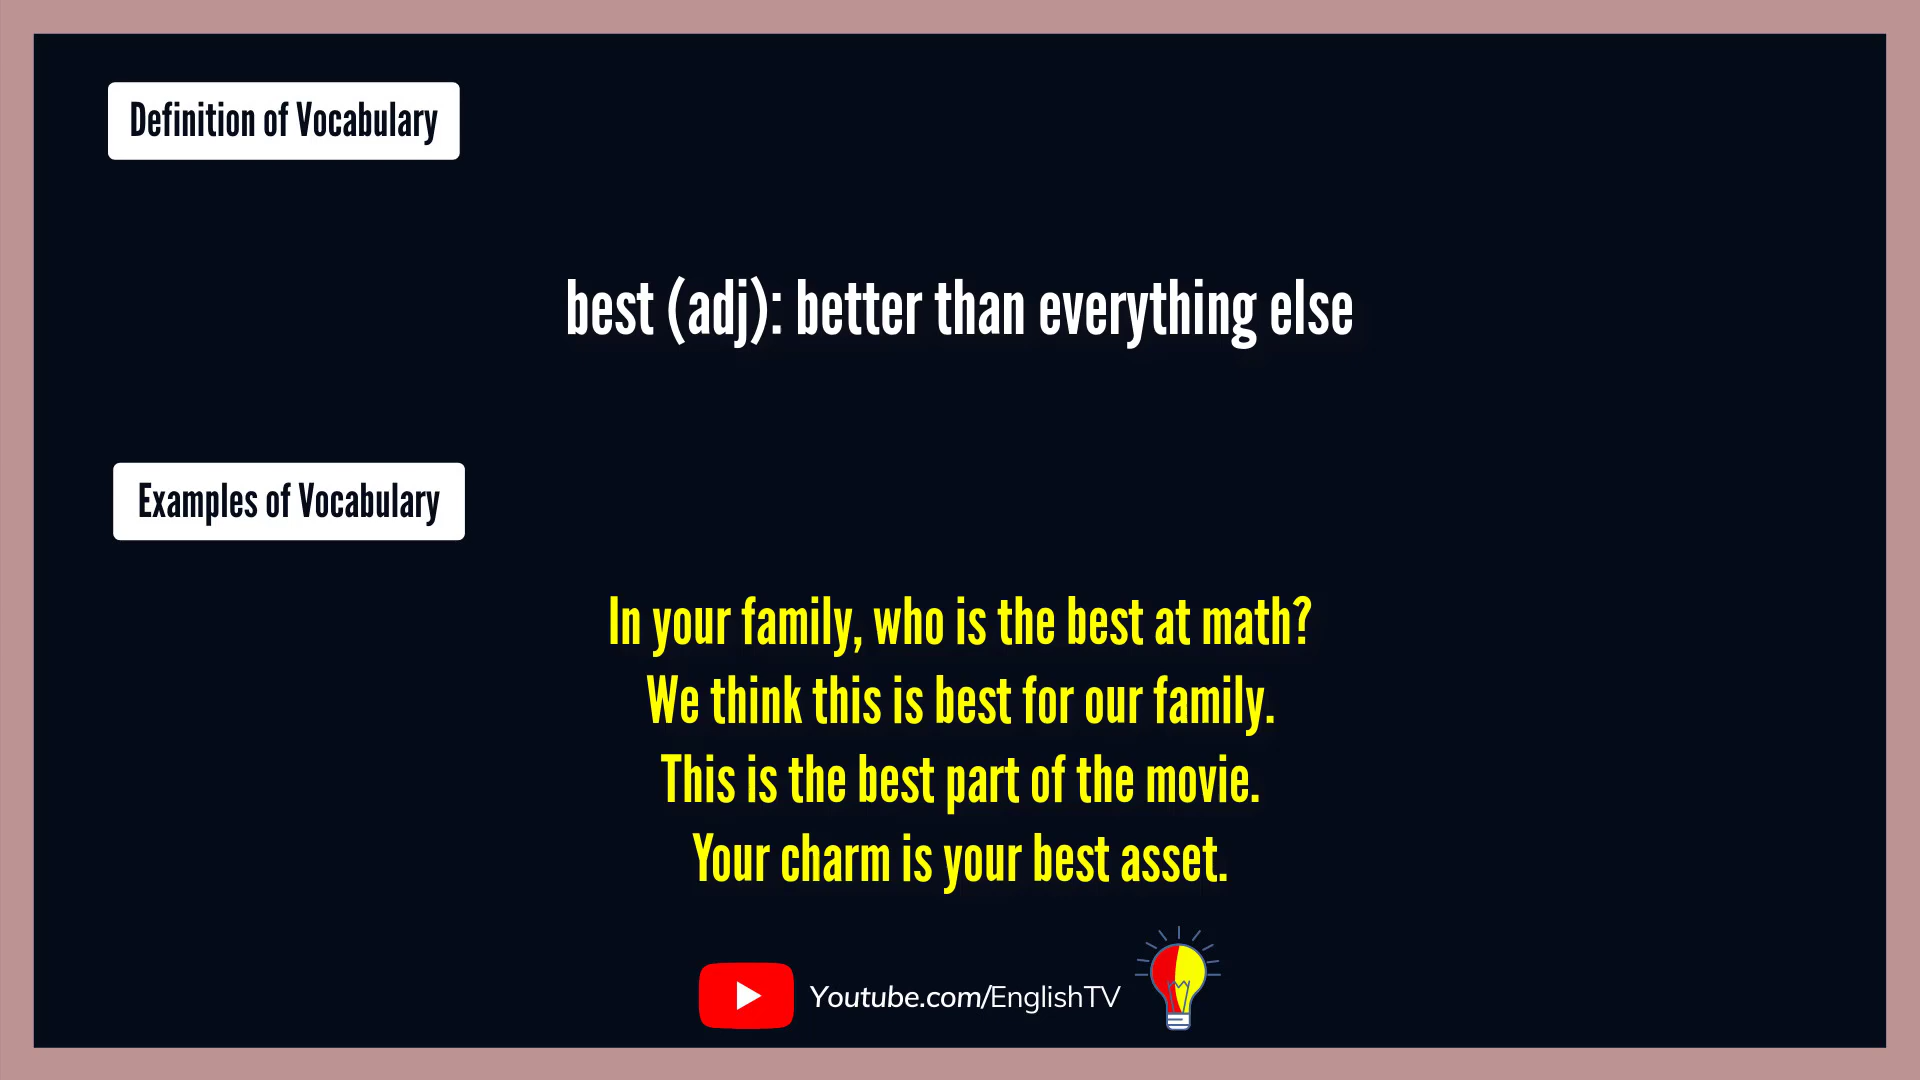 Definition of Vocabulary
best (adj): better than everything else
Examples of Vocabulary
In your family, who is the best at math?
We think this is best for our family.
This is the best part of the movie.
Your charm is your best asset.
Youtube.com/EnglishTV